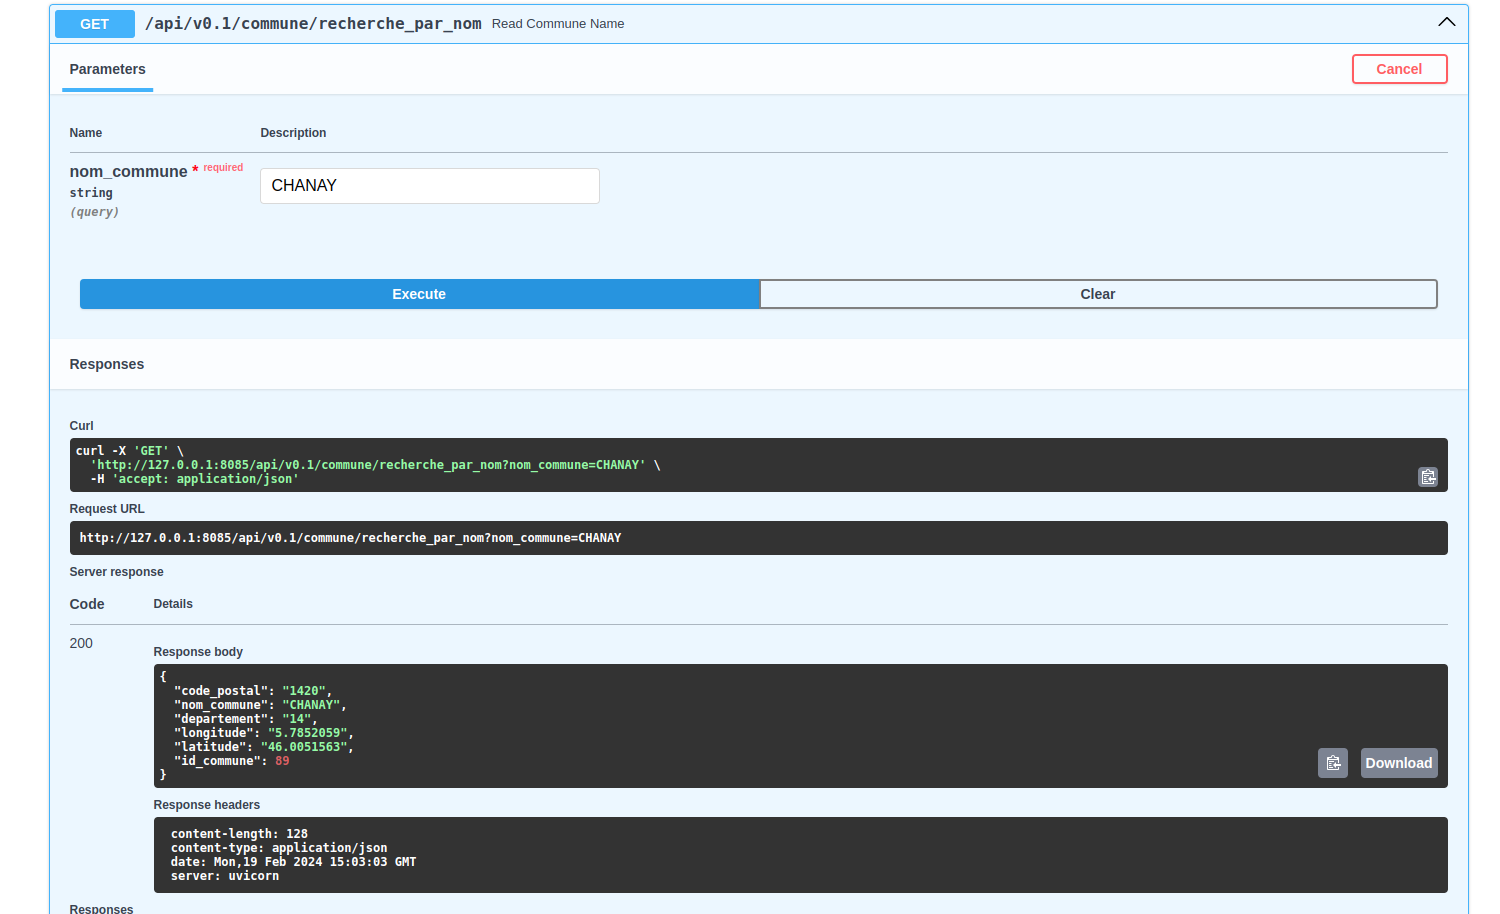 GET /api/v0.1/commune/recherche_par_nom Read Commune Name
Parameters
Cancel
Name Description
nom_commune * required
string
(query)
CHANAY
Execute Clear
Responses
Curl
curl -X 'GET' \
'http://127.0.0.1:8085/api/v0.1/commune/recherche_par_nom?nom_commune=CHANAY' \
-H 'accept: application/json'
Request URL
http://127.0.0.1:8085/api/v0.1/commune/recherche_par_nom?nom_commune=CHANAY
Server response
Code Details
200
Response body
{
"code_postal": "1420",
"nom_commune": "CHANAY",
"departement": "14",
"longitude": "5.7852059",
"latitude": "46.0051563",
"id_commune": 89
}
Download
Response headers
content-length: 128
content-type: application/json
date: Mon,19 Feb 2024 15:03:03 GMT
server: uvicorn
Responses